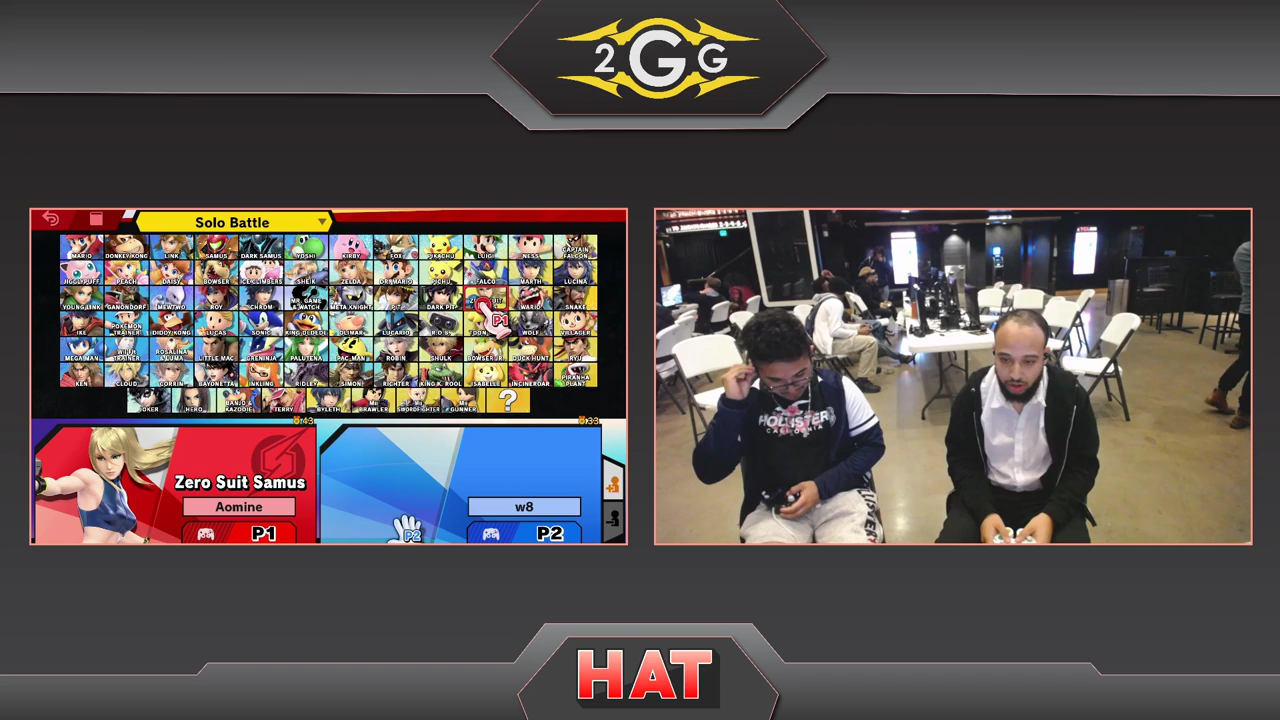 2GG
Solo Battle
MARIO DONKEY KONG LINK SAMUS DARK SAMUS YOSHI KIRBY FOX PIKACHU LUIGI NESS CAPTAIN FALCON
JIGGLYPUFF PEACH DAISY BOWSER ICE CLIMBERS SHEIK ZELDA DR. MARIO PICHU FALCO MARTH LUCINA
YOUNG LINK GANONDORF MEWTWO ROY CHROM MR. GAME & WATCH META KNIGHT PIT DARK PIT WARIO SNAKE
P1
IKE POKÉMON TRAINER DIDDY KONG LUCAS SONIC KING DEDEDE OLIMAR LUCARIO R.O.B. WOLF VILLAGER
MEGA MAN WII FIT TRAINER ROSALINA & LUMA LITTLE MAC GRENINJA PALUTENA PAC-MAN ROBIN SHULK BOWSER JR. DUCK HUNT RYU
KEN CLOUD CORRIN BAYONETTA INKLING RIDLEY SIMON RICHTER KING K. ROOL ISABELLE INCINEROAR PIRANHA PLANT
JOKER HERO BANJO & KAZOOIE TERRY BYLETH Mii BRAWLER Mii SWORDFIGHTER Mii GUNNER ?
43
33
Zero Suit Samus
Aomine
P1
P2
w8
P2
HOLLISTER
CALIFORNIA
HAT